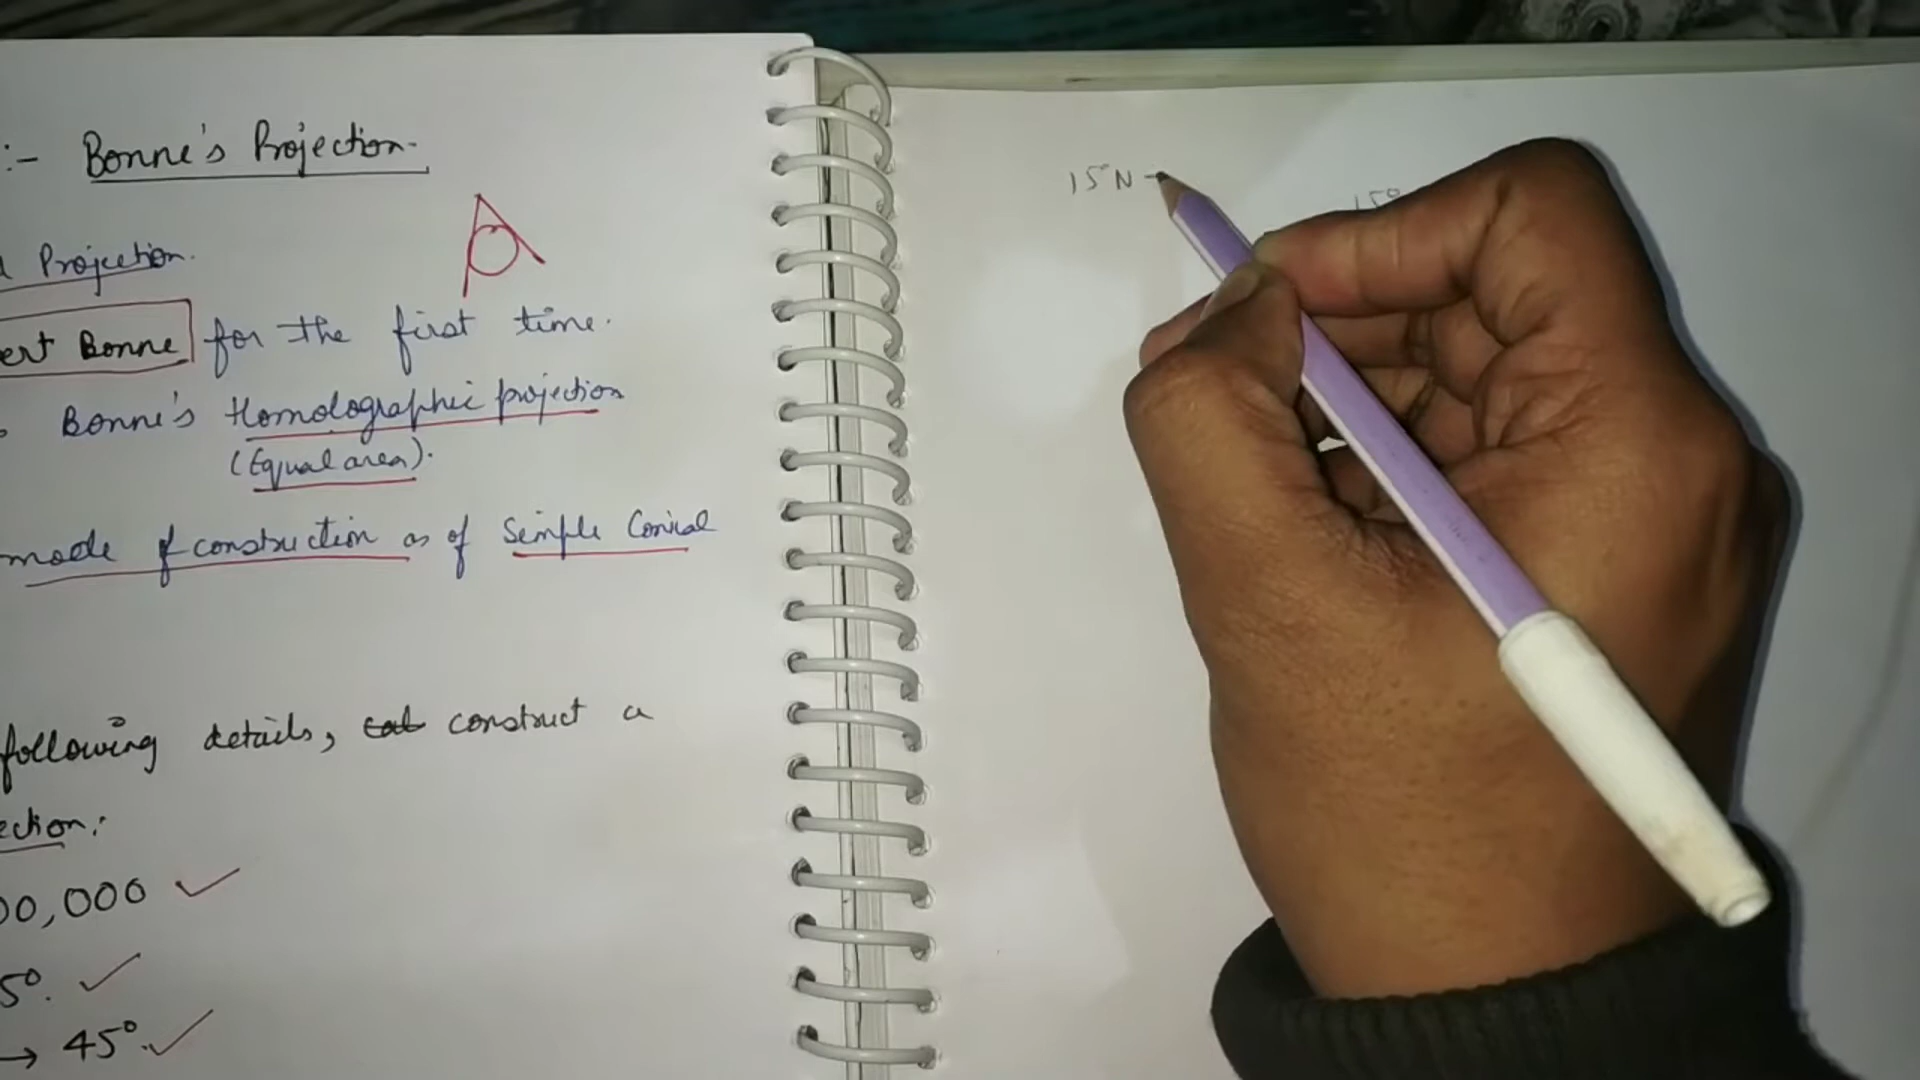 :- Bonne's Projection.
Projection.
ert Bonne for the first time.
Bonne's Homolographic projection
(Equal area).
mode of construction as of Simple Conical
following details, construct a
ection:
00,000 ✓
5°. ✓
→ 45°. ✓
15°N -
15°